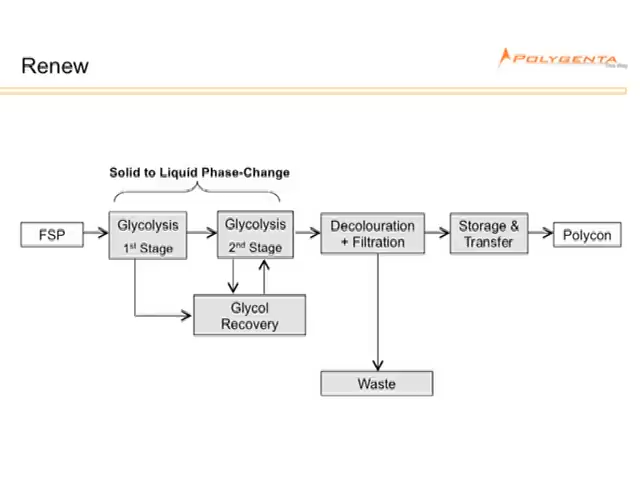 Renew
POLYGENTA
Solid to Liquid Phase-Change
FSP
Glycolysis
1st Stage
Glycolysis
2nd Stage
Decolouration
+ Filtration
Storage &
Transfer
Polycon
Glycol
Recovery
Waste